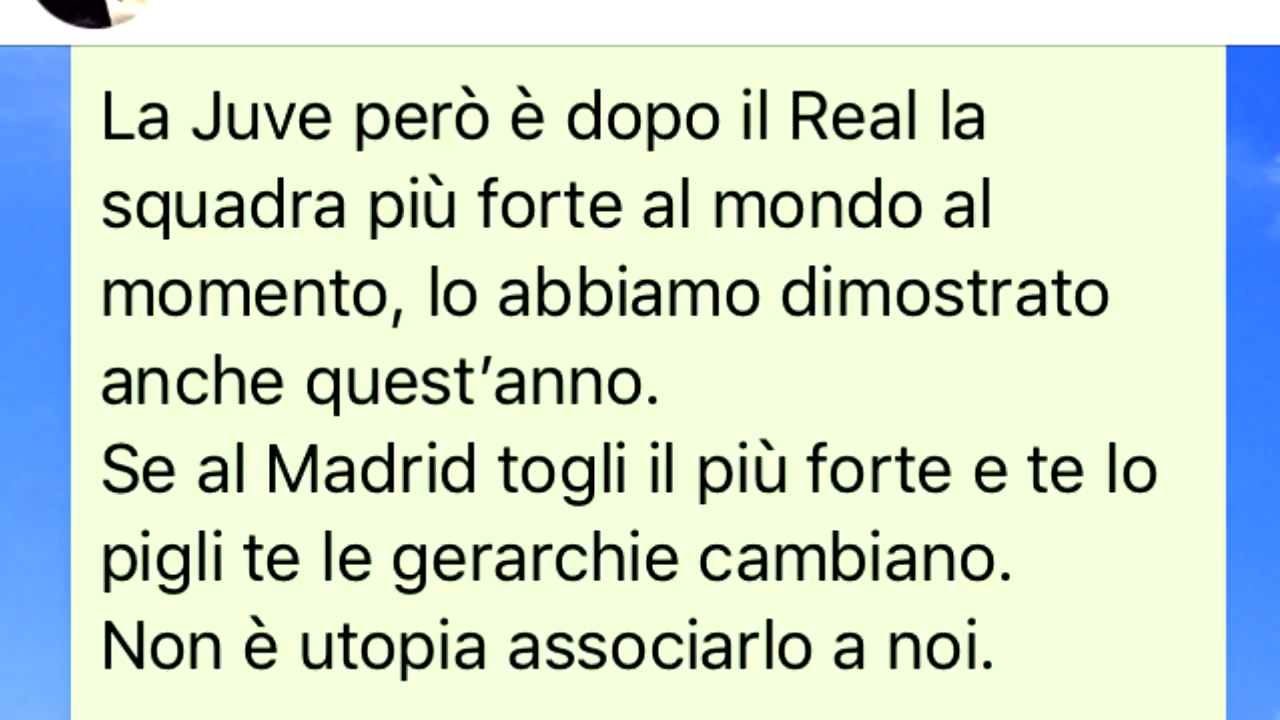 La Juve però è dopo il Real la
squadra più forte al mondo al
momento, lo abbiamo dimostrato
anche quest’anno.
Se al Madrid togli il più forte e te lo
pigli te le gerarchie cambiano.
Non è utopia associarlo a noi.